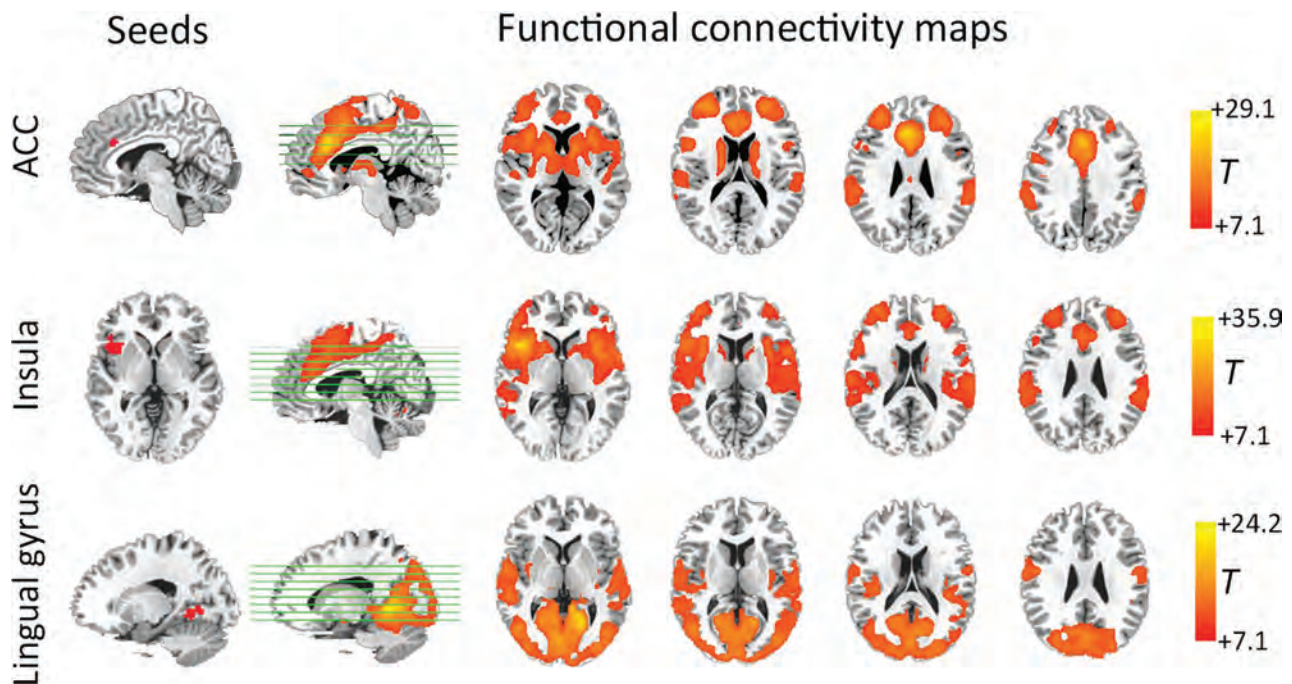 Seeds
Functional connectivity maps
ACC
+29.1
T
+7.1
Insula
+35.9
T
+7.1
Lingual gyrus
+24.2
T
+7.1